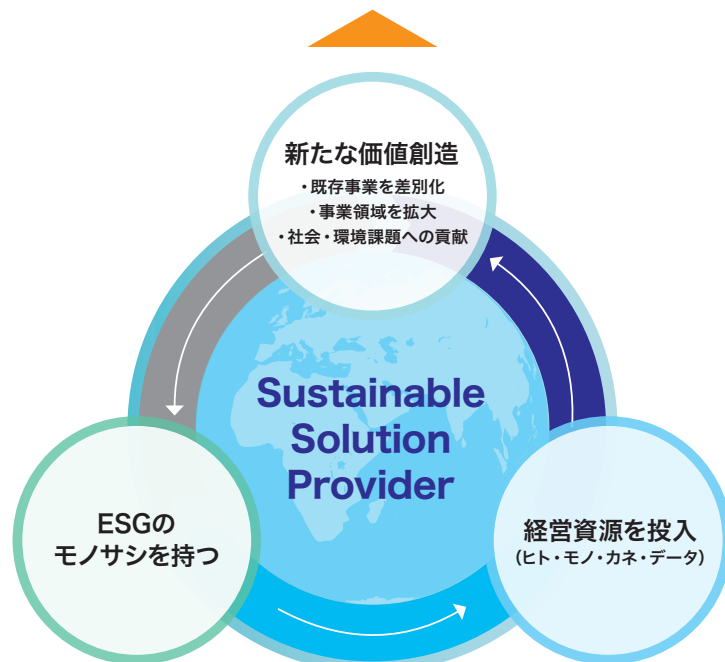 新たな価値創造
・既存事業を差別化
・事業領域を拡大
・社会・環境課題への貢献
Sustainable
Solution
Provider
ESGの
モノサシを持つ
経営資源を投入
(ヒト・モノ・カネ・データ)